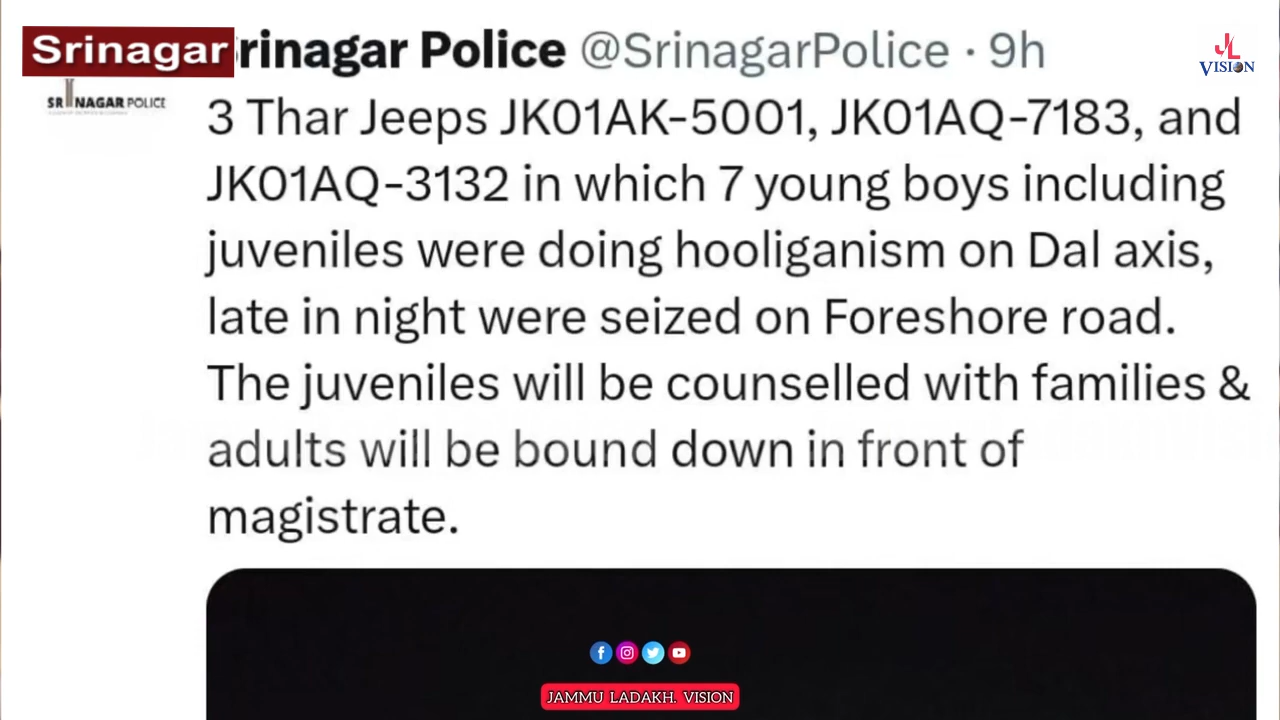 Srinagar
rinagar Police @SrinagarPolice · 9h
JL
VISION
SRINAGAR POLICE
3 Thar Jeeps JK01AK-5001, JK01AQ-7183, and
JK01AQ-3132 in which 7 young boys including
juveniles were doing hooliganism on Dal axis,
late in night were seized on Foreshore road.
The juveniles will be counselled with families &
adults will be bound down in front of
magistrate.
JAMMU LADAKH. VISION